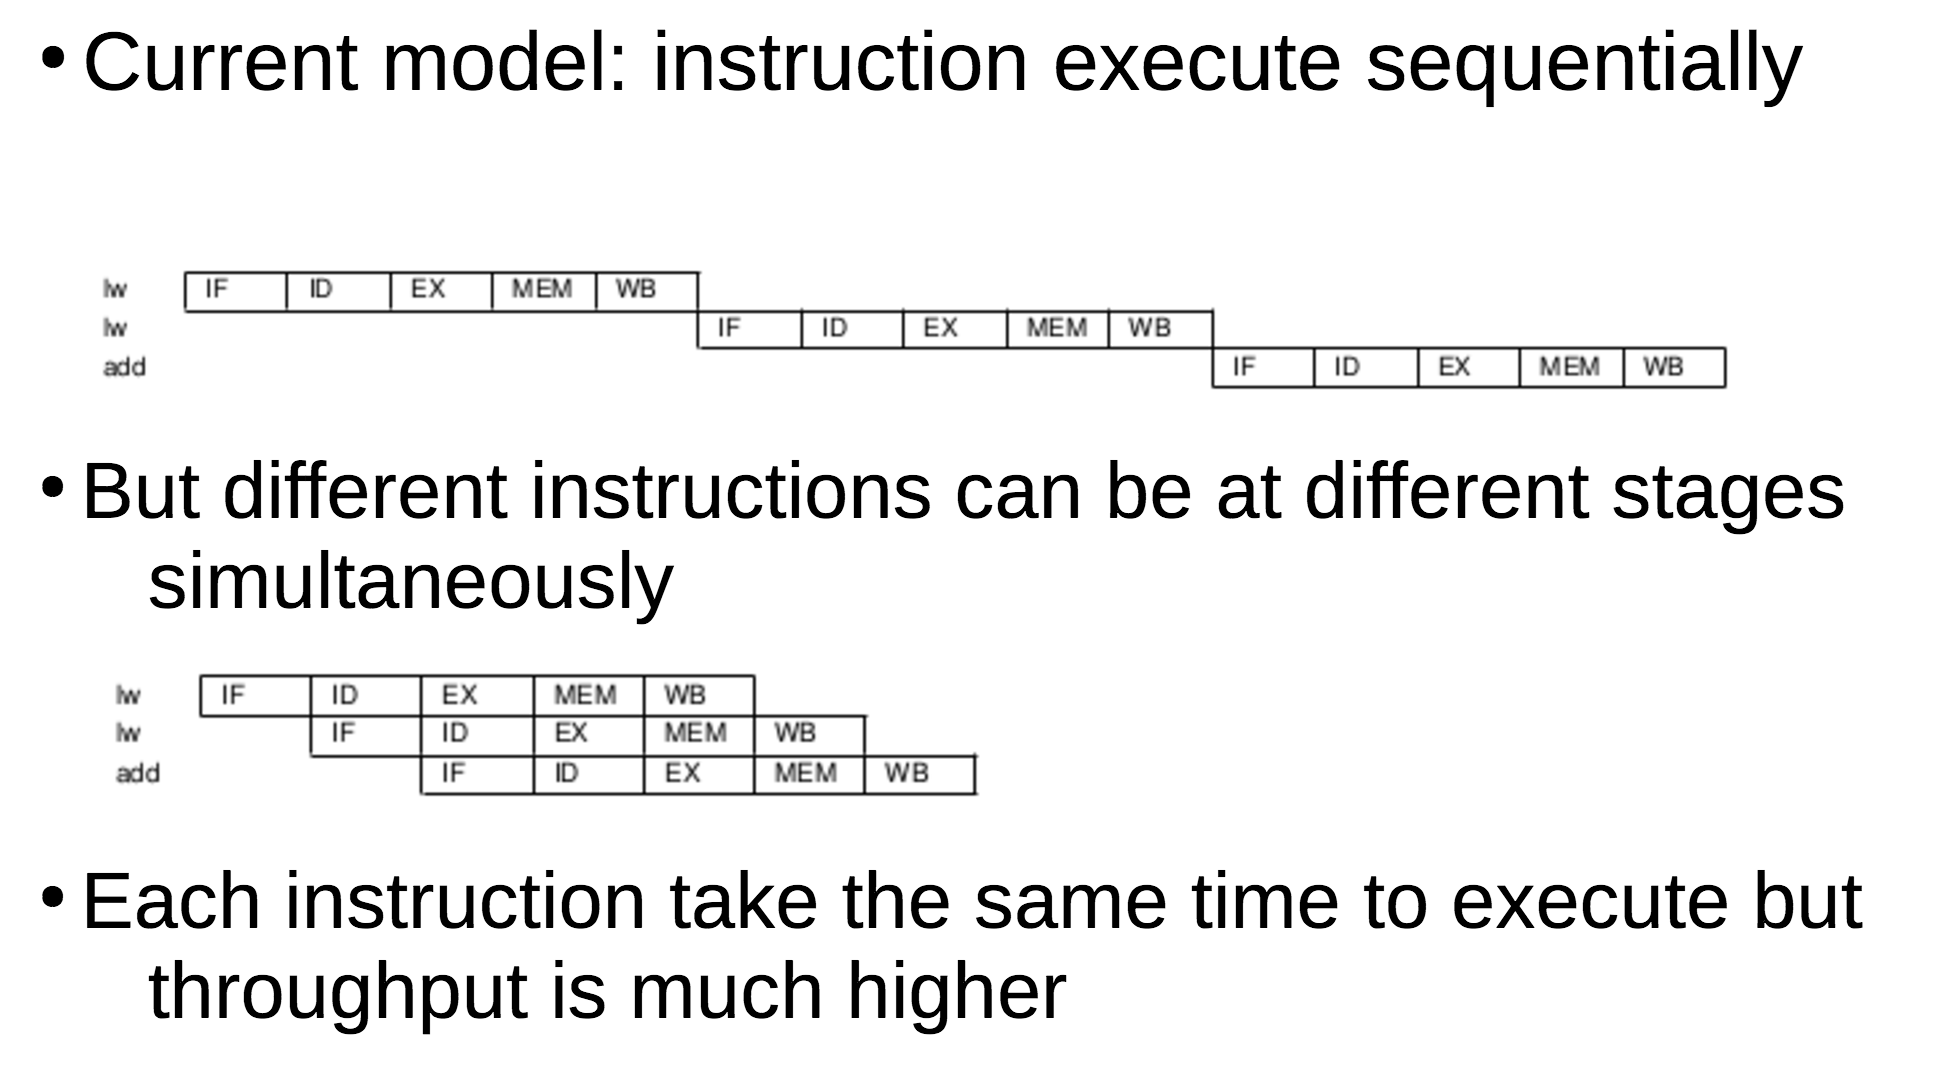 • Current model: instruction execute sequentially
lw IF ID EX MEM WB
lw IF ID EX MEM WB
add IF ID EX MEM WB
• But different instructions can be at different stages
simultaneously
lw IF ID EX MEM WB
lw IF ID EX MEM WB
add IF ID EX MEM WB
• Each instruction take the same time to execute but
throughput is much higher